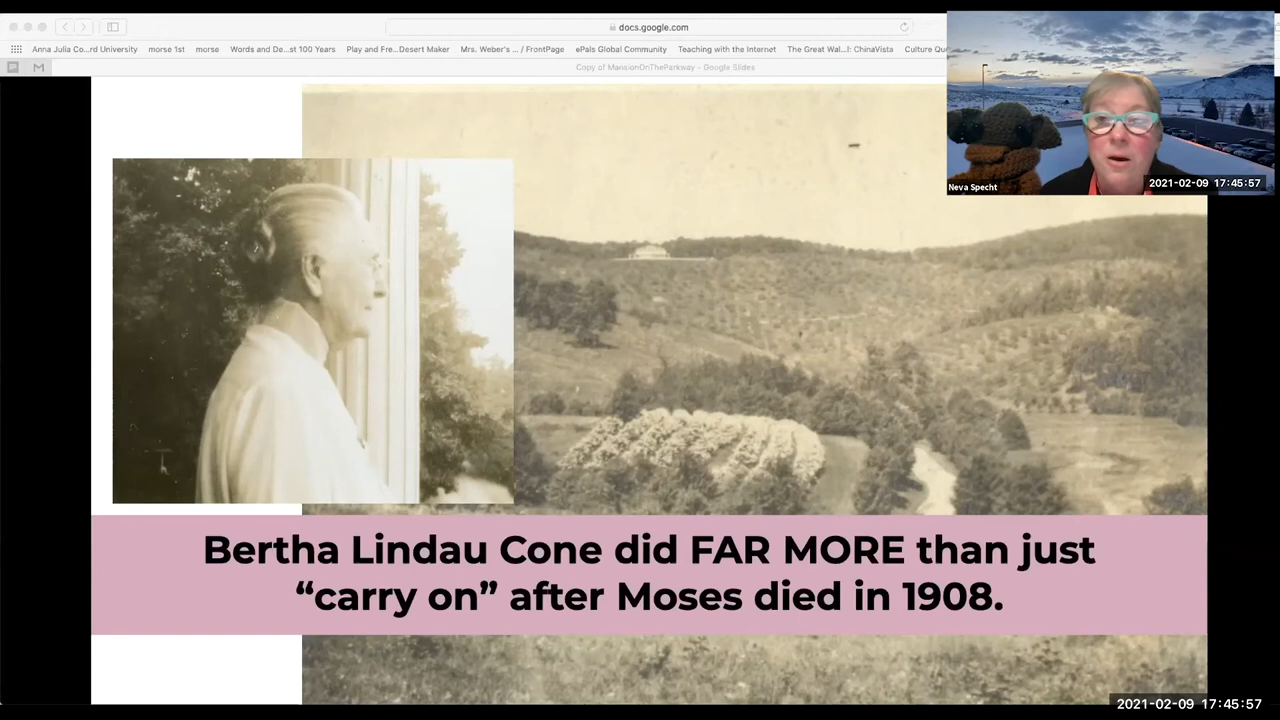 docs.google.com
Anna Julia Co...rd University morse 1st morse Words and De...st 100 Years Play and Fre...Desert Maker Mrs. Weber's ... / FrontPage ePals Global Community Teaching with the Internet The Great Wal...l: ChinaVista Culture Qu
M
Copy of MansionOnTheParkway - Google Slides
Neva Specht
2021-02-09 17:45:57
Bertha Lindau Cone did FAR MORE than just
“carry on” after Moses died in 1908.
2021-02-09 17:45:57